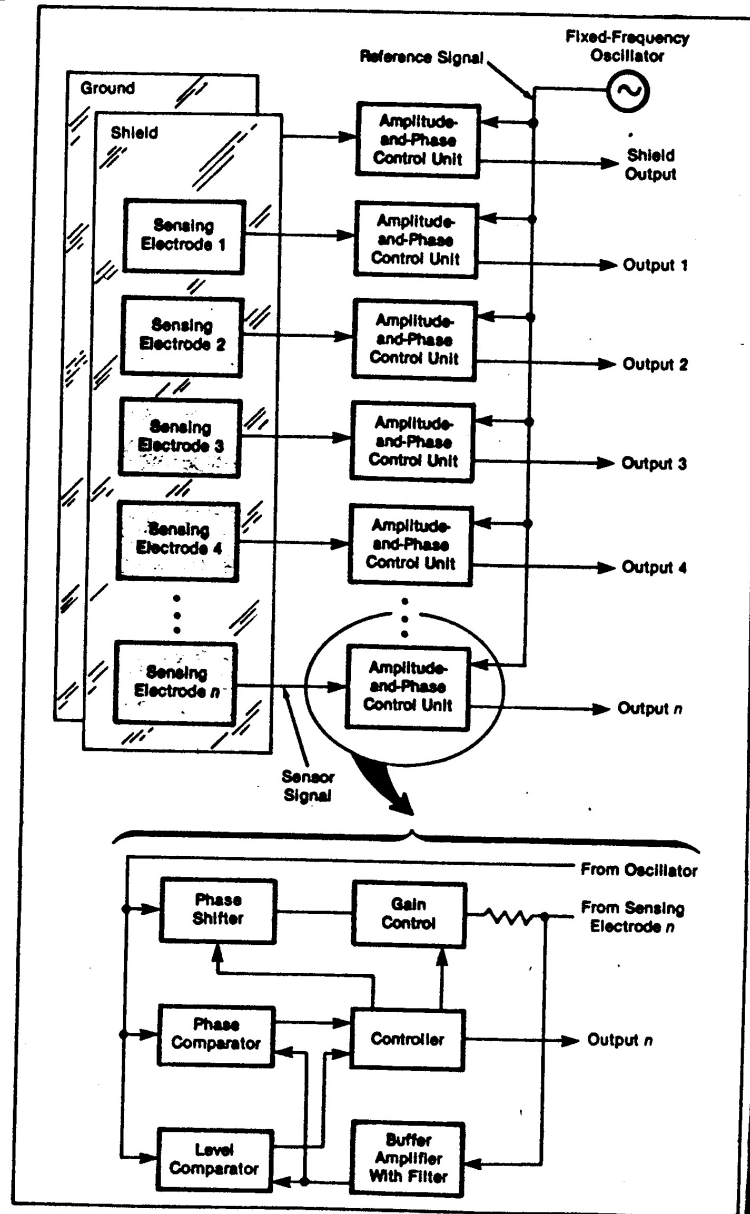 Fixed-Frequency
Oscillator
Reference Signal
Ground
Shield
Amplitude-
and-Phase
Control Unit
Shield
Output
Sensing
Electrode 1
Amplitude-
and-Phase
Control Unit
Output 1
Sensing
Electrode 2
Amplitude-
and-Phase
Control Unit
Output 2
Sensing
Electrode 3
Amplitude-
and-Phase
Control Unit
Output 3
Sensing
Electrode 4
Amplitude-
and-Phase
Control Unit
Output 4
Sensing
Electrode n
Amplitude-
and-Phase
Control Unit
Output n
Sensor
Signal
From Oscillator
Phase
Shifter
Gain
Control
From Sensing
Electrode n
Phase
Comparator
Controller
Output n
Level
Comparator
Buffer
Amplifier
With Filter